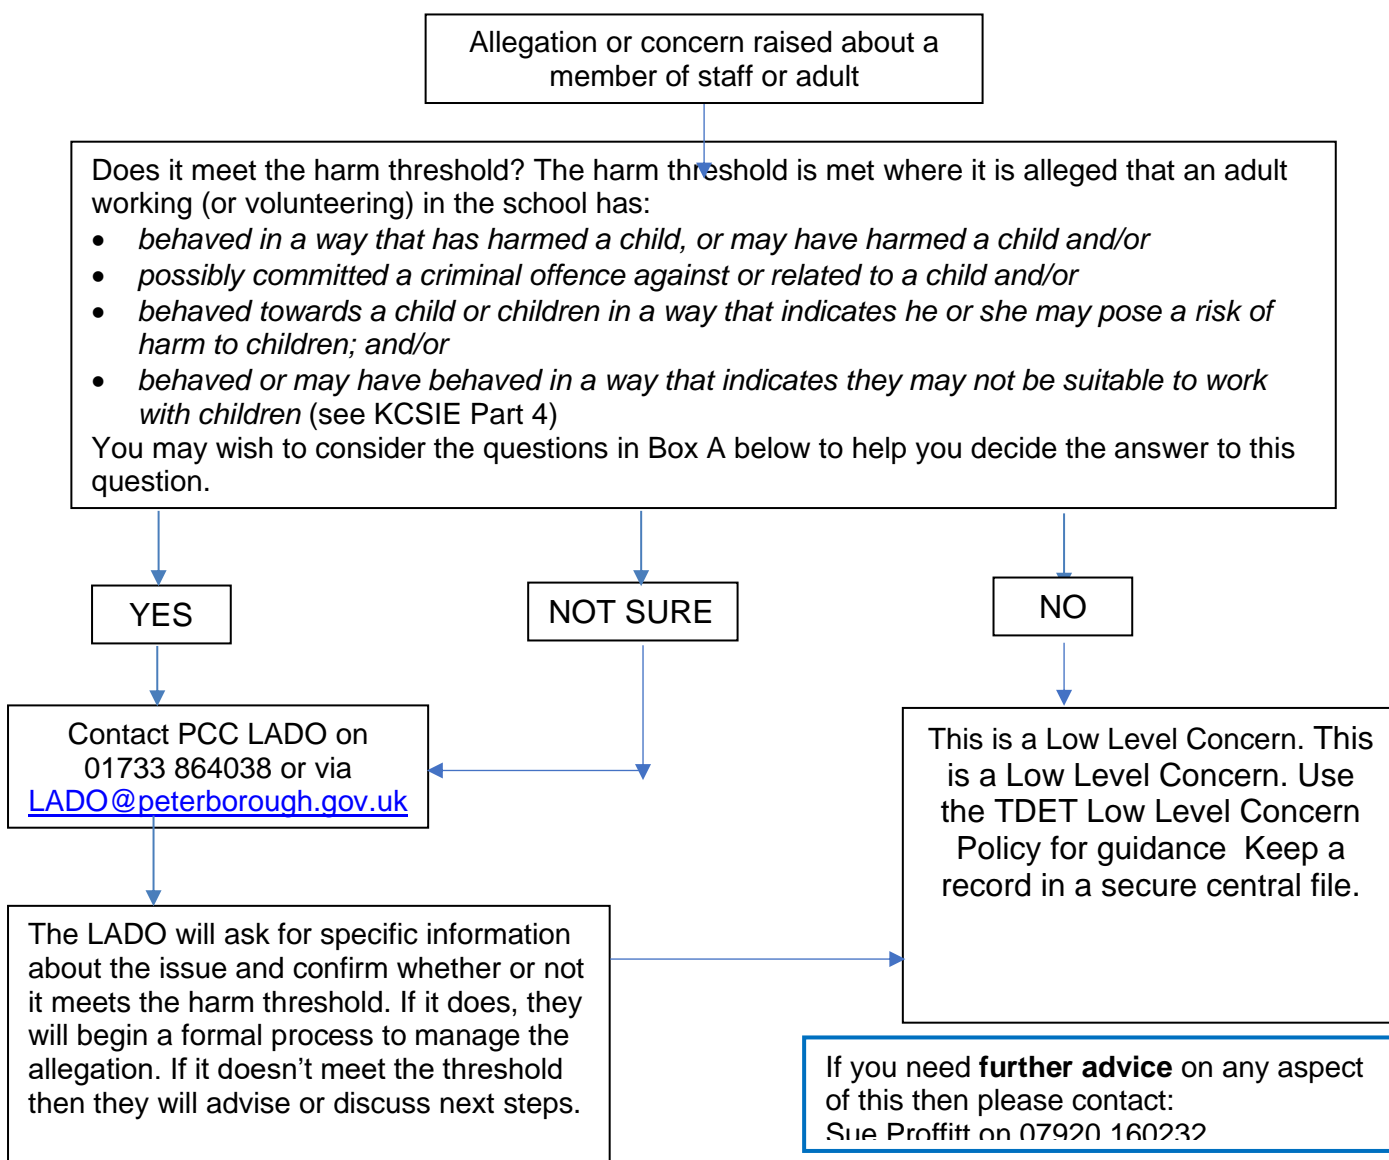 Allegation or concern raised about a
member of staff or adult
Does it meet the harm threshold? The harm threshold is met where it is alleged that an adult
working (or volunteering) in the school has:
• behaved in a way that has harmed a child, or may have harmed a child and/or
• possibly committed a criminal offence against or related to a child and/or
• behaved towards a child or children in a way that indicates he or she may pose a risk of
harm to children; and/or
• behaved or may have behaved in a way that indicates they may not be suitable to work
with children (see KCSIE Part 4)
You may wish to consider the questions in Box A below to help you decide the answer to this
question.
YES
NOT SURE
NO
Contact PCC LADO on
01733 864038 or via
LADO@peterborough.gov.uk
This is a Low Level Concern. This
is a Low Level Concern. Use
the TDET Low Level Concern
Policy for guidance  Keep a
record in a secure central file.
The LADO will ask for specific information
about the issue and confirm whether or not
it meets the harm threshold. If it does, they
will begin a formal process to manage the
allegation. If it doesn’t meet the threshold
then they will advise or discuss next steps.
If you need further advice on any aspect
of this then please contact:
Sue Proffitt on 07920 160232